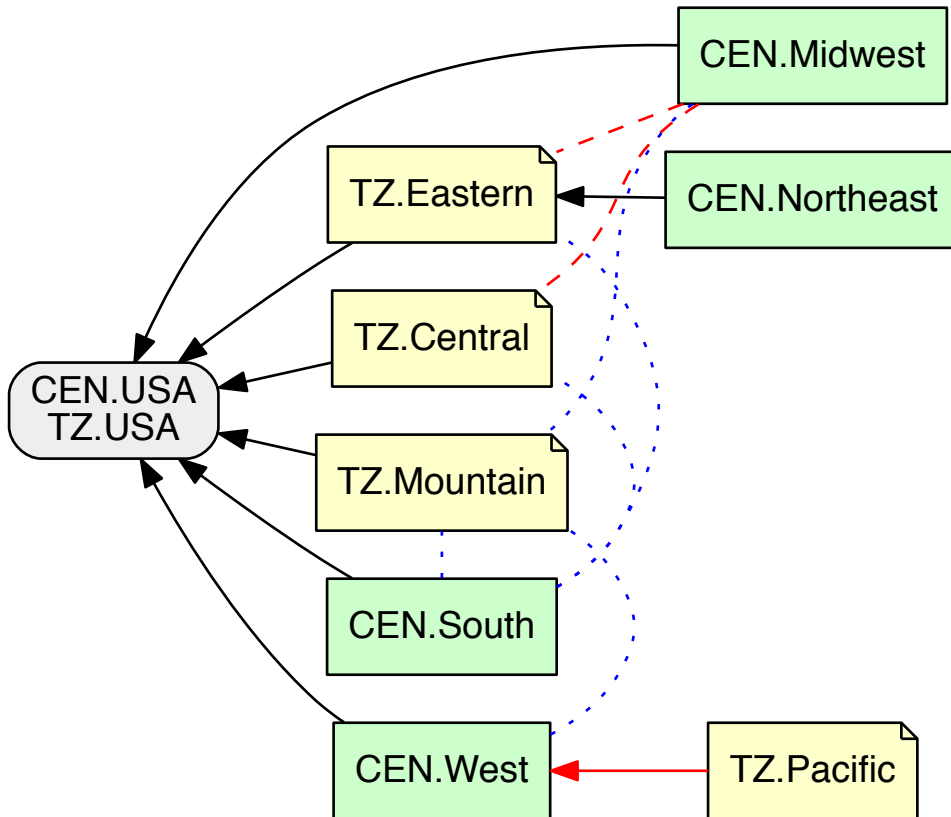 CEN.Midwest
TZ.Eastern
CEN.Northeast
TZ.Central
CEN.USA
TZ.USA
TZ.Mountain
CEN.South
CEN.West
TZ.Pacific